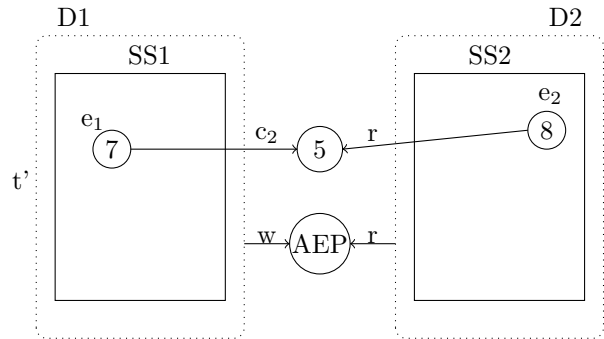 D1 D2
SS1 SS2
e₁ e₂
7 c₂ 5 r 8
t'
w AEP r